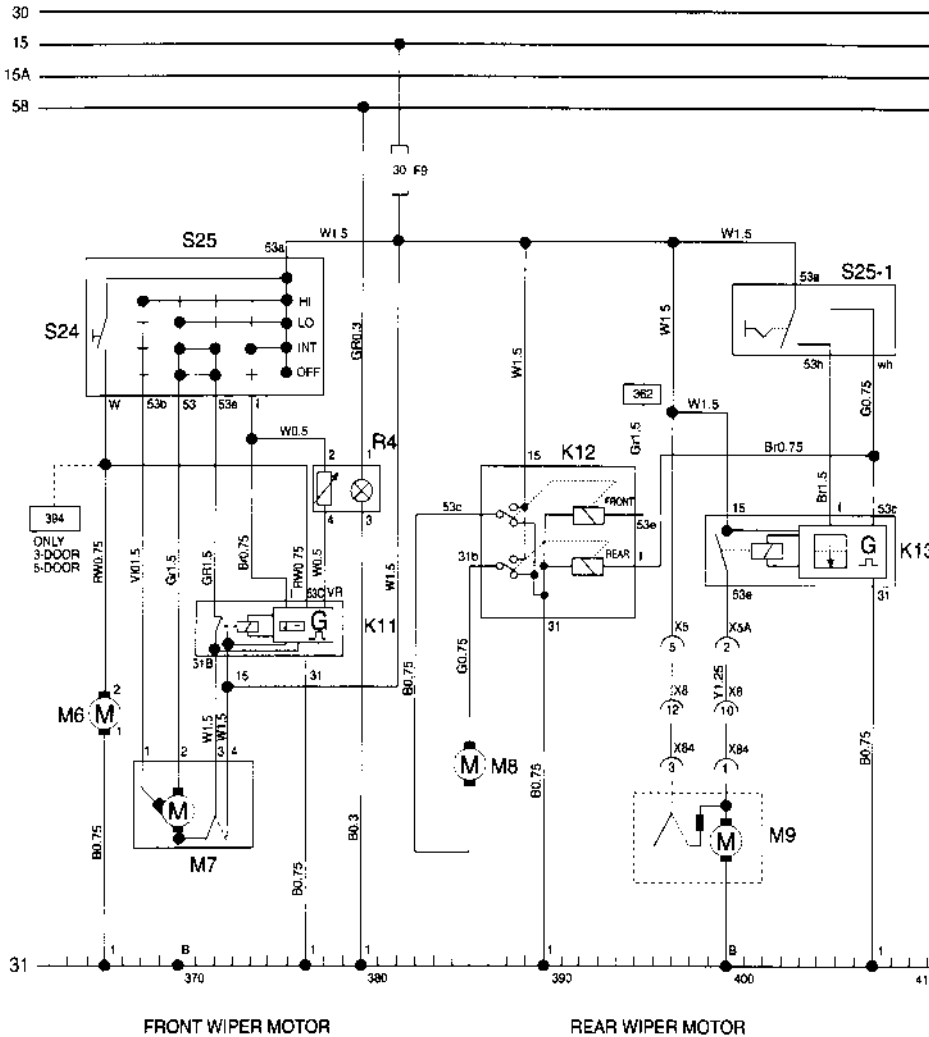 30
15
15A
58
30 F9
S25
53a
W1.5
W1.5
53a
S25-1
HI
LO
INT
OFF
S24
W
53b
53
53e
I
GR0.3
W1.5
W1.5
53h
wh
362
W1.5
G0.75
W0.5
R4
2
1
4
3
Gr1.5
Br0.75
15
K12
FRONT
53c
53e
31b
REAR
I
31
Br1.5
15
I
53c
G
K13
53e
31
394
ONLY
3-DOOR
5-DOOR
RW0.75
Vl01.5
Gr1.5
GR1.5
Br0.75
RW0.75
W0.5
W1.5
I
53C
VR
G
K11
S1B
15
31
B0.75
G0.75
X5
5
X5A
2
X8
12
Y1.25
X8
10
X84
3
X84
1
M6
M
2
1
W1.5
W1.5
1
2
3
4
M
M7
M
M8
M
M9
B0.75
B0.75
B0.3
B0.75
B0.75
31
1
B
1
1
1
B
1
370
380
390
400
41
FRONT WIPER MOTOR
REAR WIPER MOTOR